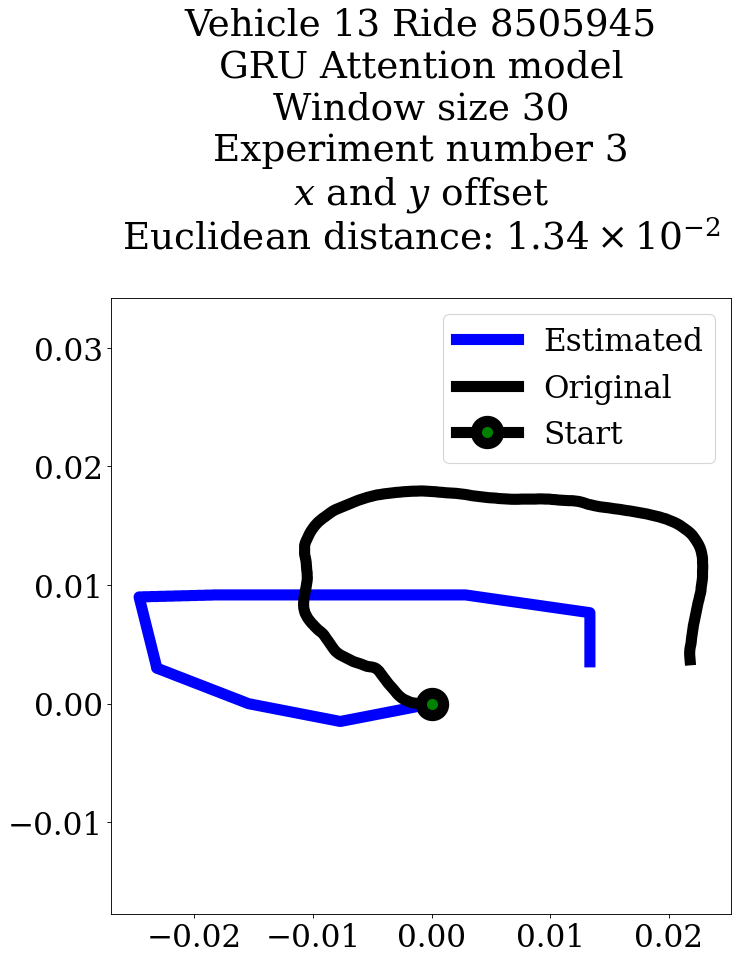 Vehicle 13 Ride 8505945
GRU Attention model
Window size 30
Experiment number 3
x and y offset
Euclidean distance: 1.34 × 10⁻²
Estimated
Original
Start
0.03
0.02
0.01
0.00
−0.01
−0.02 −0.01 0.00 0.01 0.02